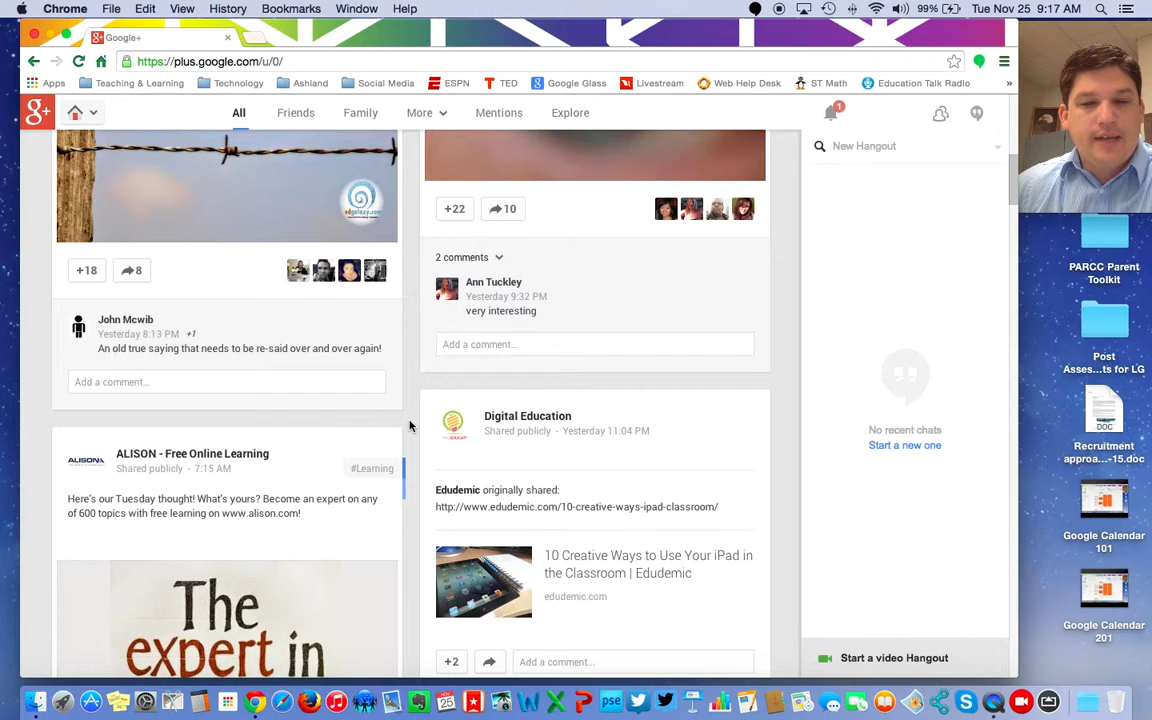 Chrome File Edit View History Bookmarks Window Help 99% Tue Nov 25 9:17 AM
Google+
https://plus.google.com/u/0/
Apps Teaching & Learning Technology Ashland Social Media ESPN TED Google Glass Livestream Web Help Desk ST Math Education Talk Radio »
g+ All Friends Family More Mentions Explore 1
New Hangout
edgalaxy.com
+22 10
+18 8
2 comments
Ann Tuckley
Yesterday 9:32 PM
very interesting
Add a comment...
John Mcwib
Yesterday 8:13 PM +1
An old true saying that needs to be re-said over and over again!
Add a comment...
Digital Education
Shared publicly - Yesterday 11:04 PM
Edudemic originally shared:
http://www.edudemic.com/10-creative-ways-ipad-classroom/
10 Creative Ways to Use Your iPad in
the Classroom | Edudemic
edudemic.com
+2 Add a comment...
ALISON - Free Online Learning
Shared publicly - 7:15 AM
#Learning
Here's our Tuesday thought! What's yours? Become an expert on any
of 600 topics with free learning on www.alison.com!
ALISON
The
expert in
No recent chats
Start a new one
Start a video Hangout
PARCC Parent
Toolkit
Post
Asses...ts for LG
DOC
Recruitment
approa...-15.doc
Google Calendar
101
Google Calendar
201
25